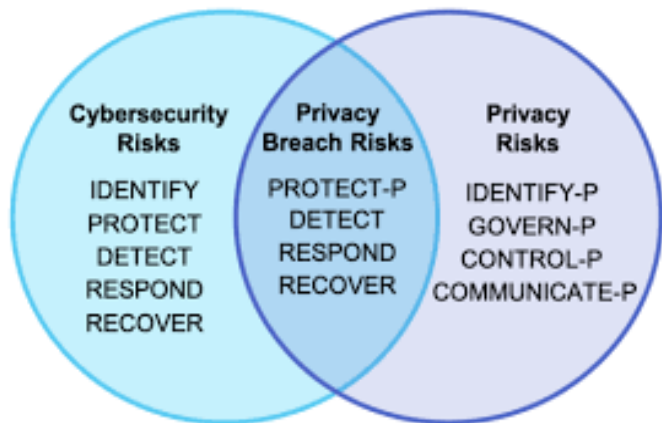 Cybersecurity
Risks
IDENTIFY
PROTECT
DETECT
RESPOND
RECOVER
Privacy
Breach Risks
PROTECT-P
DETECT
RESPOND
RECOVER
Privacy
Risks
IDENTIFY-P
GOVERN-P
CONTROL-P
COMMUNICATE-P